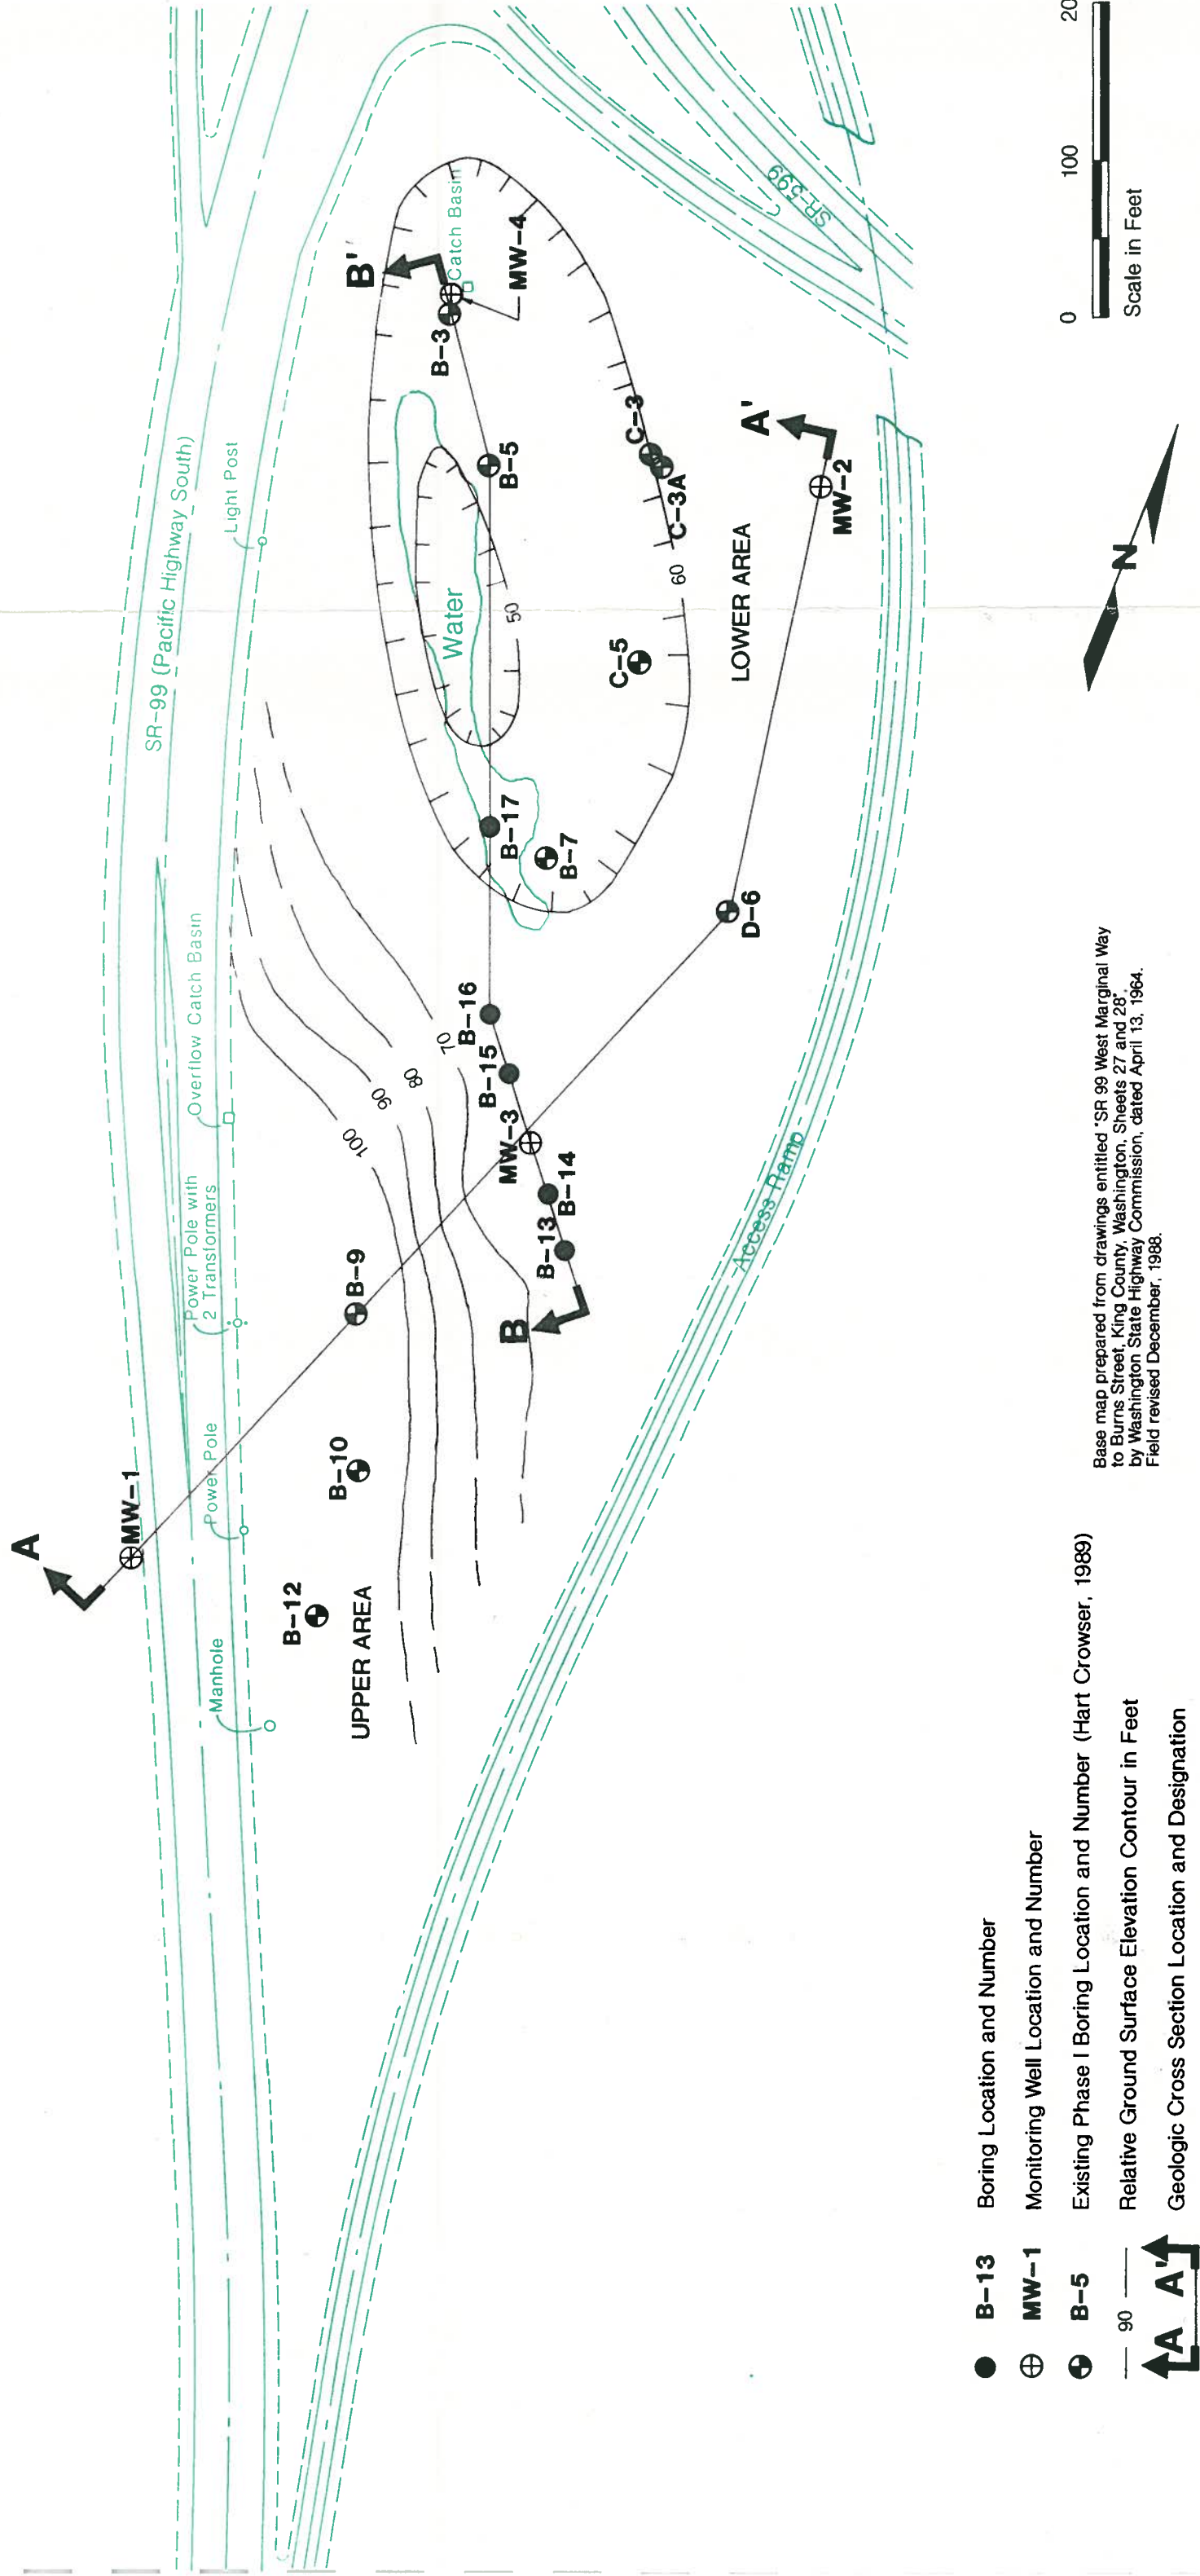 SR-99 (Pacific Highway South)
Light Post
Overflow Catch Basin
Power Pole with
2 Transformers
Power Pole
Manhole
A
MW-1
B-9
B-10
B-12
UPPER AREA
100
90
80
70
B'
Catch Basin
MW-4
B-3
B-5
Water
50
B-17
B-7
B-16
B-15
MW-3
B-14
B-13
B
C-3
C-3A
60
C-5
LOWER AREA
A'
MW-2
D-6
SR-599
Access Ramp
N
0
100
20
Scale in Feet
Base map prepared from drawings entitled "SR 99 West Marginal Way
to Burns Street, King County, Washington, Sheets 27 and 28",
by Washington State Highway Commission, dated April 13, 1964.
Field revised December, 1988.
B-13 Boring Location and Number
MW-1 Monitoring Well Location and Number
B-5 Existing Phase I Boring Location and Number (Hart Crowser, 1989)
90 Relative Ground Surface Elevation Contour in Feet
A A' Geologic Cross Section Location and Designation